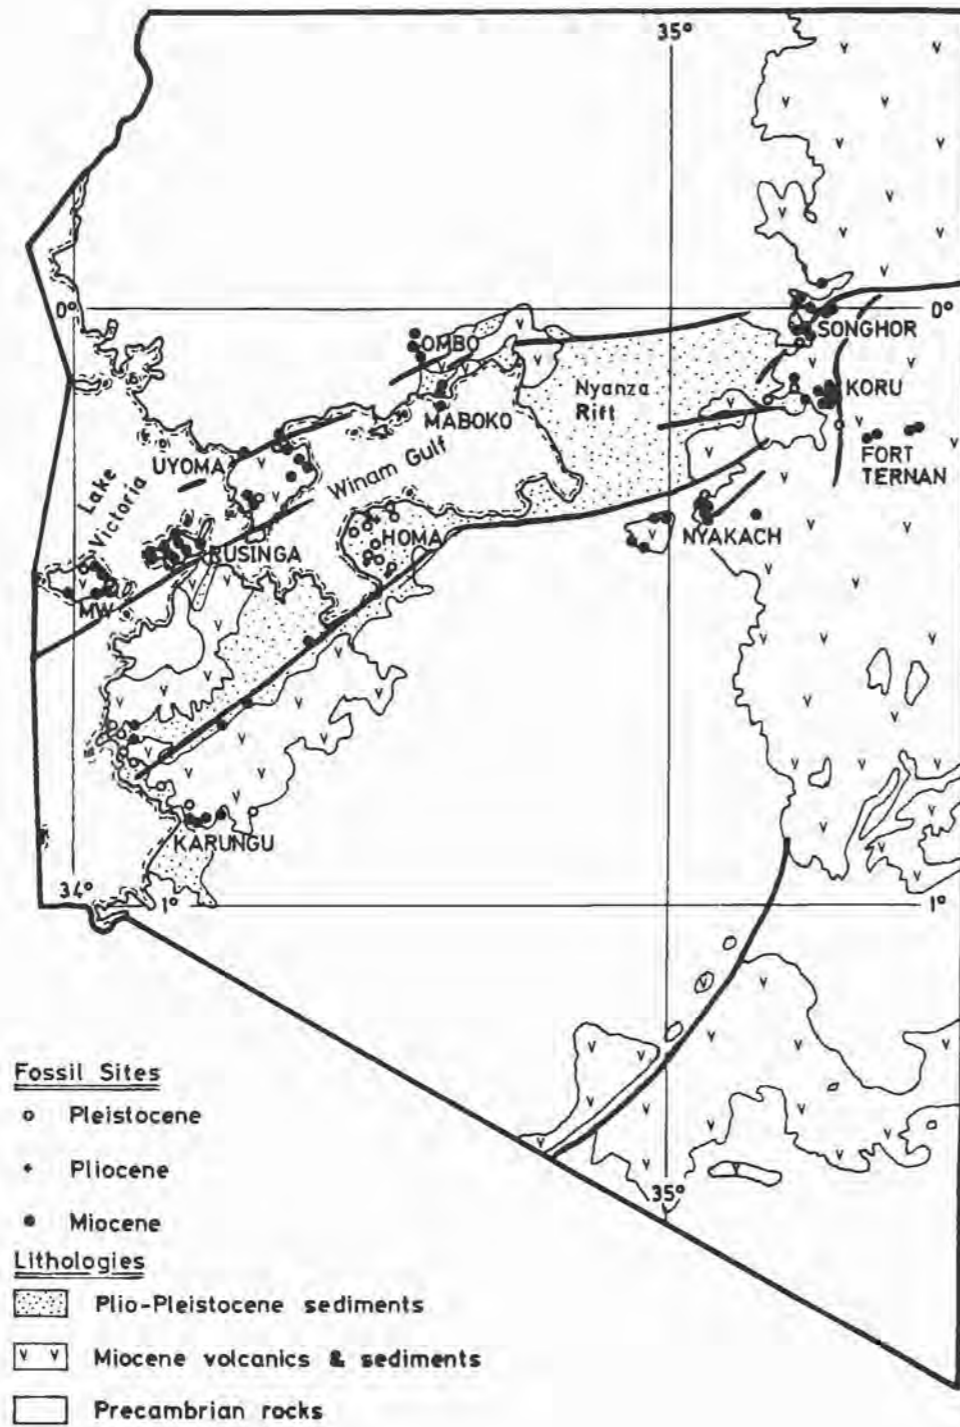 35°
0°
0°
SONGHOR
OMBO
Nyanza
Rift
KORU
MABOKO
FORT
TERNAN
UYOMA
Winam Gulf
Lake
Victoria
HOMA
NYAKACH
RUSINGA
MW
KARUNGU
34°
1°
1°
35°
Fossil Sites
Pleistocene
Pliocene
Miocene
Lithologies
Plio-Pleistocene sediments
v v Miocene volcanics & sediments
Precambrian rocks